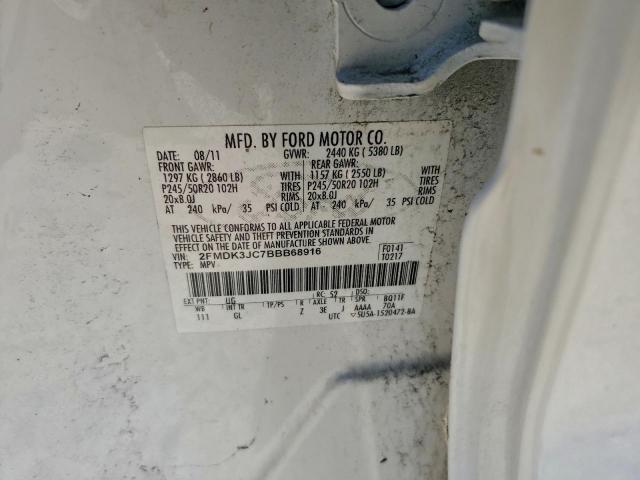 MFD. BY FORD MOTOR CO.
DATE: 08/11 GVWR: 2440 KG ( 5380 LB)
FRONT GAWR: REAR GAWR:
1297 KG ( 2860 LB) WITH 1157 KG ( 2550 LB) WITH
P245/50R20 102H TIRES P245/50R20 102H TIRES
20x8.0J RIMS 20x8.0J RIMS
AT 240 kPa/ 35 PSI COLD AT 240 kPa/ 35 PSI COLD
THIS VEHICLE CONFORMS TO ALL APPLICABLE FEDERAL MOTOR
VEHICLE SAFETY AND THEFT PREVENTION STANDARDS IN
EFFECT ON THE DATE OF MANUFACTURE SHOWN ABOVE.
VIN: 2FMDK3JC7BBB68916 F0141
TYPE: MPV T0217
EXT PNT: UG RC: 52 DSO:
WB INT TR TP/PS R AXLE TR SPR BQ11F
111 GL Z 3E J AAAA 70A
UTC ▽5U5A-1520472-BA